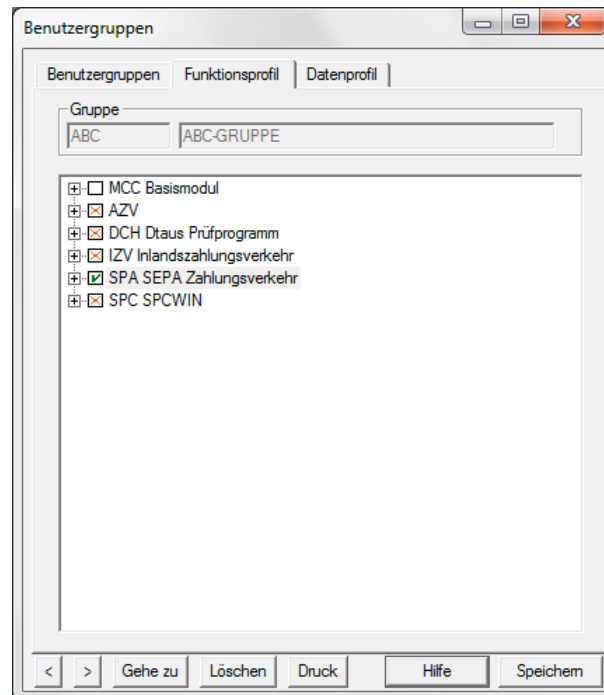 Benutzergruppen
Benutzergruppen Funktionsprofil Datenprofil
Gruppe
ABC ABC-GRUPPE
MCC Basismodul
AZV
DCH Dtaus Prüfprogramm
IZV Inlandszahlungsverkehr
SPA SEPA Zahlungsverkehr
SPC SPCWIN
< > Gehe zu Löschen Druck Hilfe Speichern